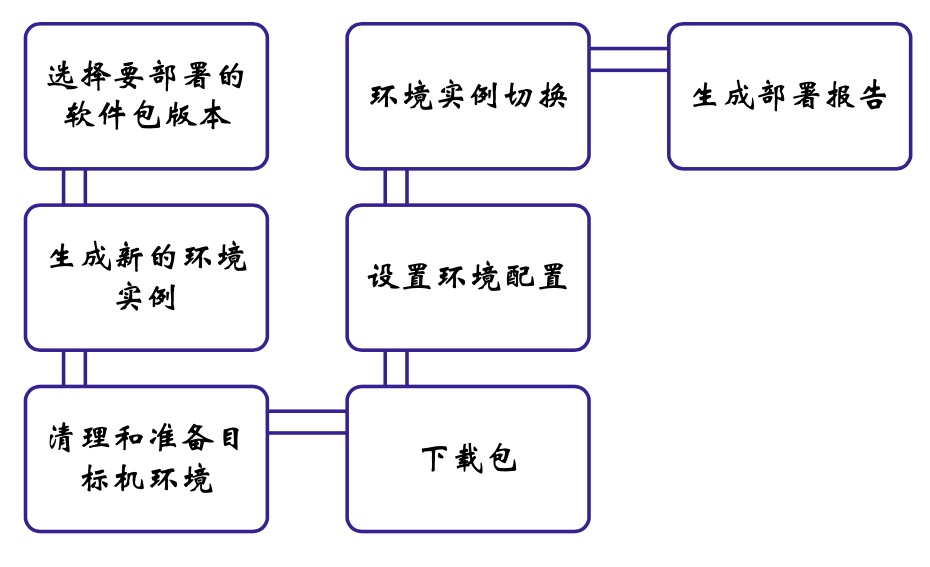 选择要部署的
软件包版本
生成新的环境
实例
清理和准备目
标机环境
下载包
设置环境配置
环境实例切换
生成部署报告